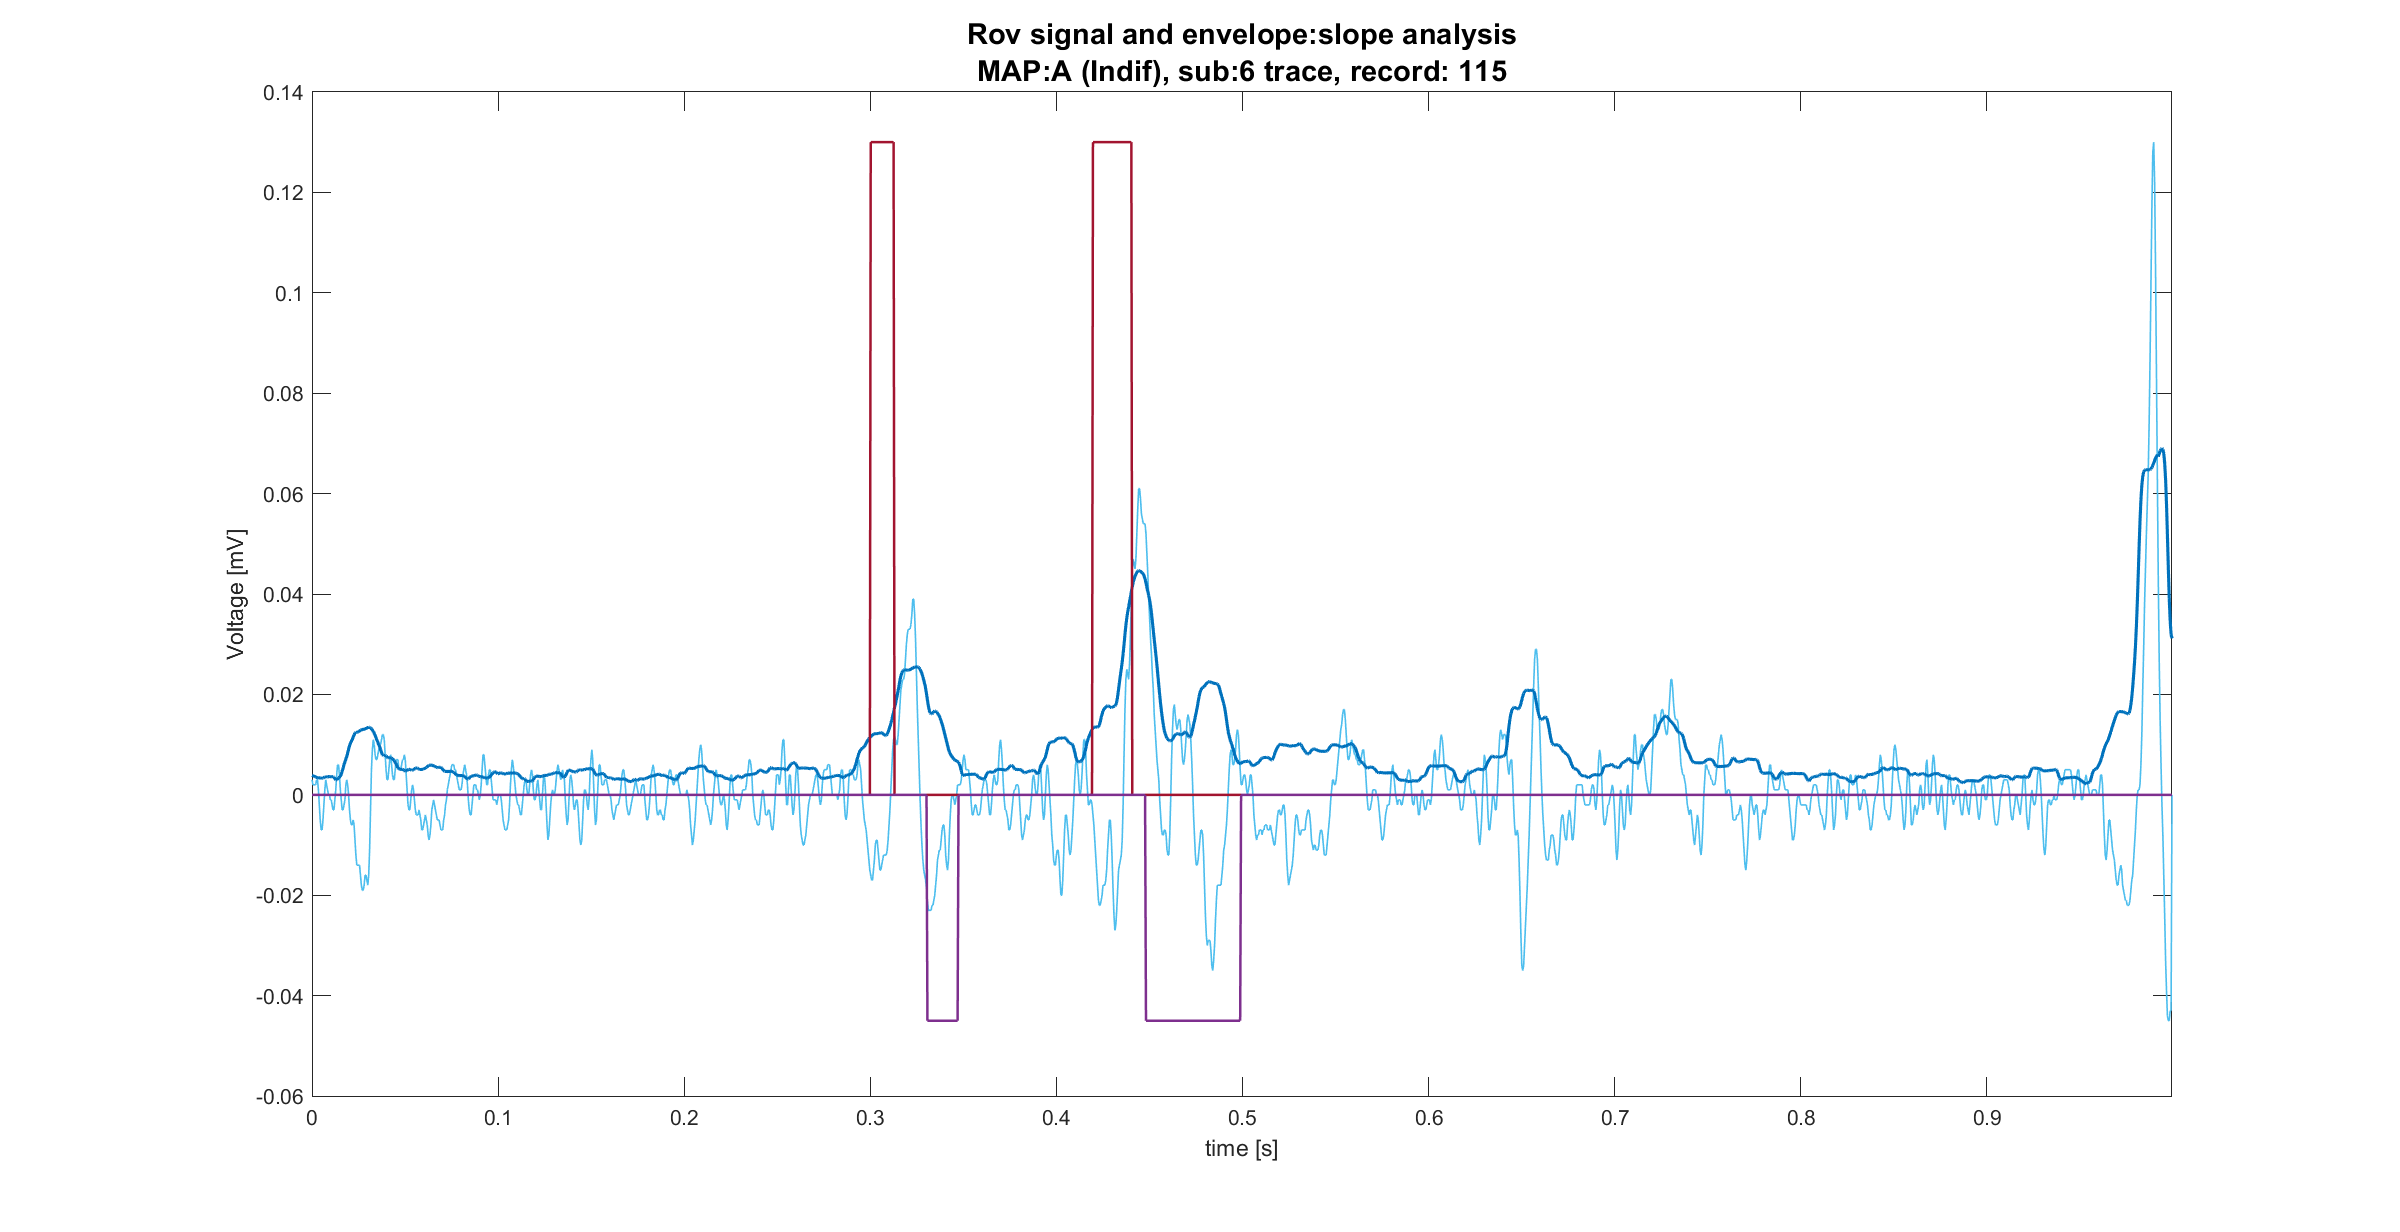 Rov signal and envelope:slope analysis
MAP:A (Indif), sub:6 trace, record: 115
0.14
0.12
0.1
0.08
0.06
0.04
0.02
0
-0.02
-0.04
-0.06
Voltage [mV]
0 0.1 0.2 0.3 0.4 0.5 0.6 0.7 0.8 0.9
time [s]